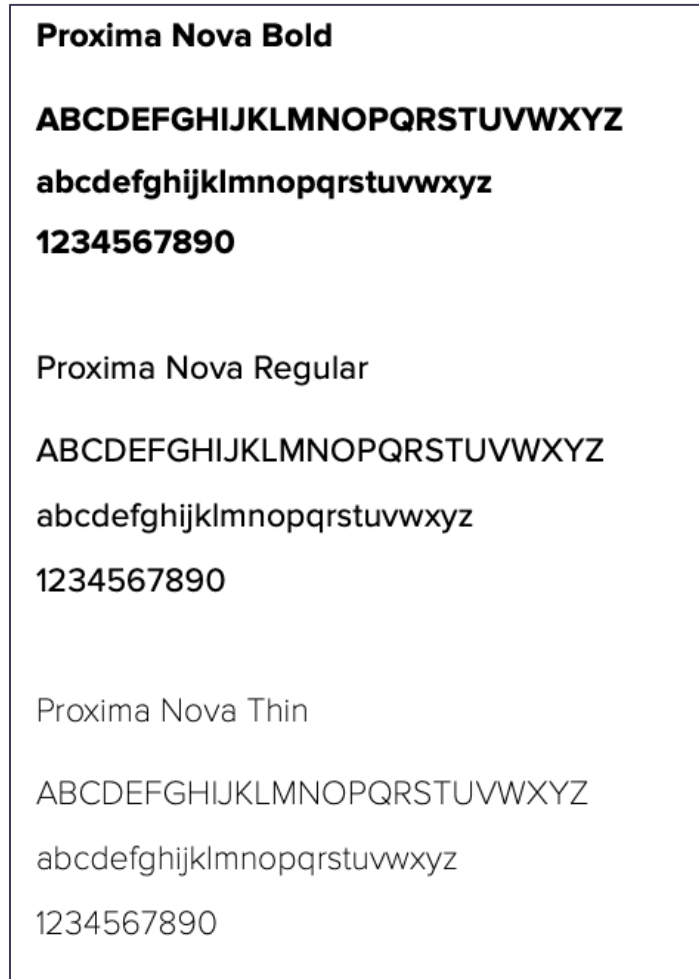 Proxima Nova Bold
ABCDEFGHIJKLMNOPQRSTUVWXYZ
abcdefghijklmnopqrstuvwxyz
1234567890
Proxima Nova Regular
ABCDEFGHIJKLMNOPQRSTUVWXYZ
abcdefghijklmnopqrstuvwxyz
1234567890
Proxima Nova Thin
ABCDEFGHIJKLMNOPQRSTUVWXYZ
abcdefghijklmnopqrstuvwxyz
1234567890